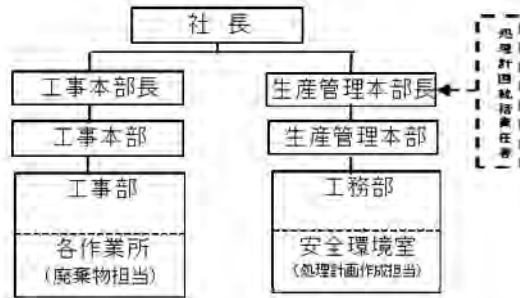 社長
工事本部長
生産管理本部長
処理計画統括責任者
工事本部
生産管理本部
工事部
工務部
各作業所
安全環境室
(廃棄物担当)
(処理計画作成担当)